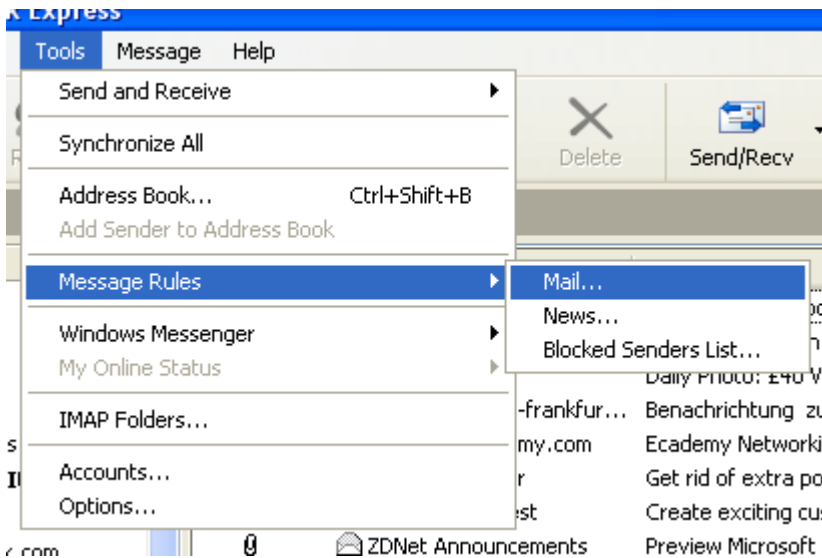 Express
Tools Message Help
Send and Receive
Synchronize All
Delete Send/Recv
Address Book... Ctrl+Shift+B
Add Sender to Address Book
Message Rules
Mail...
News...
Blocked Senders List...
Windows Messenger
My Online Status
Daily Photo: £40 V
IMAP Folders...
-frankfur... Benachrichtung zu
my.com Ecademy Networki
Accounts...
r Get rid of extra po
Options...
est Create exciting cus
.com ZDNet Announcements Preview Microsoft